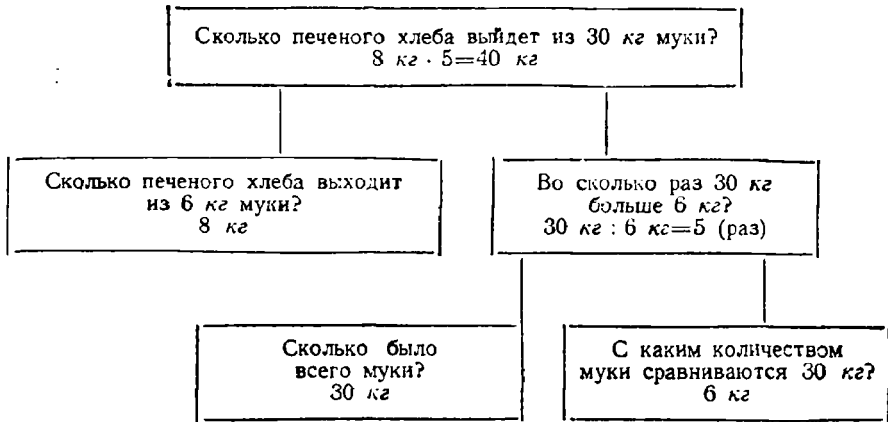 Сколько печеного хлеба выйдет из 30 кг муки?
8 кг · 5=40 кг
Сколько печеного хлеба выходит
из 6 кг муки?
8 кг
Во сколько раз 30 кг
больше 6 кг?
30 кг : 6 кг=5 (раз)
Сколько было
всего муки?
30 кг
С каким количеством
муки сравниваются 30 кг?
6 кг